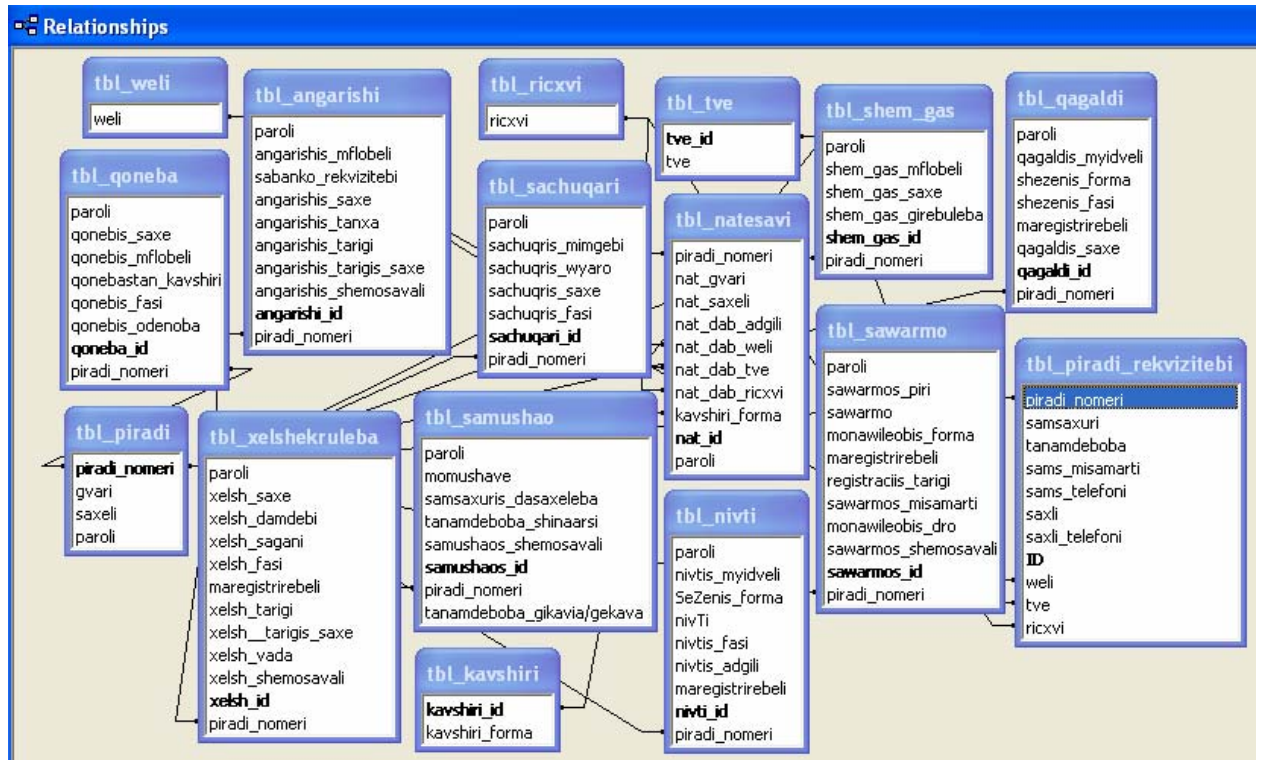 Relationships
tbl_weli
weli
tbl_angarishi
paroli
angarishis_mflobeli
sabanko_rekvizitebi
angarishis_saxe
angarishis_tanxa
angarishis_tarigi
angarishis_tarigis_saxe
angarishis_shemosavali
angarishi_id
piradi_nomeri
tbl_ricxvi
ricxvi
tbl_tve
tve_id
tve
tbl_shem_gas
paroli
shem_gas_mflobeli
shem_gas_saxe
shem_gas_girebuleba
shem_gas_id
piradi_nomeri
tbl_qagaldi
paroli
qagaldis_myidveli
shezenis_forma
shezenis_fasi
maregistrirebeli
qagaldis_saxe
qagaldi_id
piradi_nomeri
tbl_qoneba
paroli
qonebis_saxe
qonebis_mflobeli
qonebastan_kavshiri
qonebis_fasi
qonebis_odenoba
qoneba_id
piradi_nomeri
tbl_sachuqari
paroli
sachuqris_mimgebi
sachuqris_wyaro
sachuqris_saxe
sachuqris_fasi
sachuqari_id
piradi_nomeri
tbl_natesavi
piradi_nomeri
nat_gvari
nat_saxeli
nat_dab_adgili
nat_dab_weli
nat_dab_tve
nat_dab_ricxvi
kavshiri_forma
nat_id
paroli
tbl_sawarmo
paroli
sawarmos_piri
sawarmo
monawileobis_forma
maregistrirebeli
registraciis_tarigi
sawarmos_misamarti
monawileobis_dro
sawarmos_shemosavali
sawarmos_id
piradi_nomeri
tbl_piradi_rekvizitebi
piradi_nomeri
samsaxuri
tanamdeboba
sams_misamarti
sams_telefoni
saxli
saxli_telefoni
ID
weli
tve
ricxvi
tbl_piradi
piradi_nomeri
gvari
saxeli
paroli
tbl_xelshekruleba
paroli
xelsh_saxe
xelsh_damdebi
xelsh_sagani
xelsh_fasi
maregistrirebeli
xelsh_tarigi
xelsh__tarigis_saxe
xelsh_vada
xelsh_shemosavali
xelsh_id
piradi_nomeri
tbl_samushao
paroli
momushave
samsaxuris_dasaxeleba
tanamdeboba_shinaarsi
samushaos_shemosavali
samushaos_id
piradi_nomeri
tanamdeboba_gikavia/gekava
tbl_kavshiri
kavshiri_id
kavshiri_forma
tbl_nivti
paroli
nivtis_myidveli
SeZenis_forma
nivTi
nivtis_fasi
nivtis_adgili
maregistrirebeli
nivti_id
piradi_nomeri